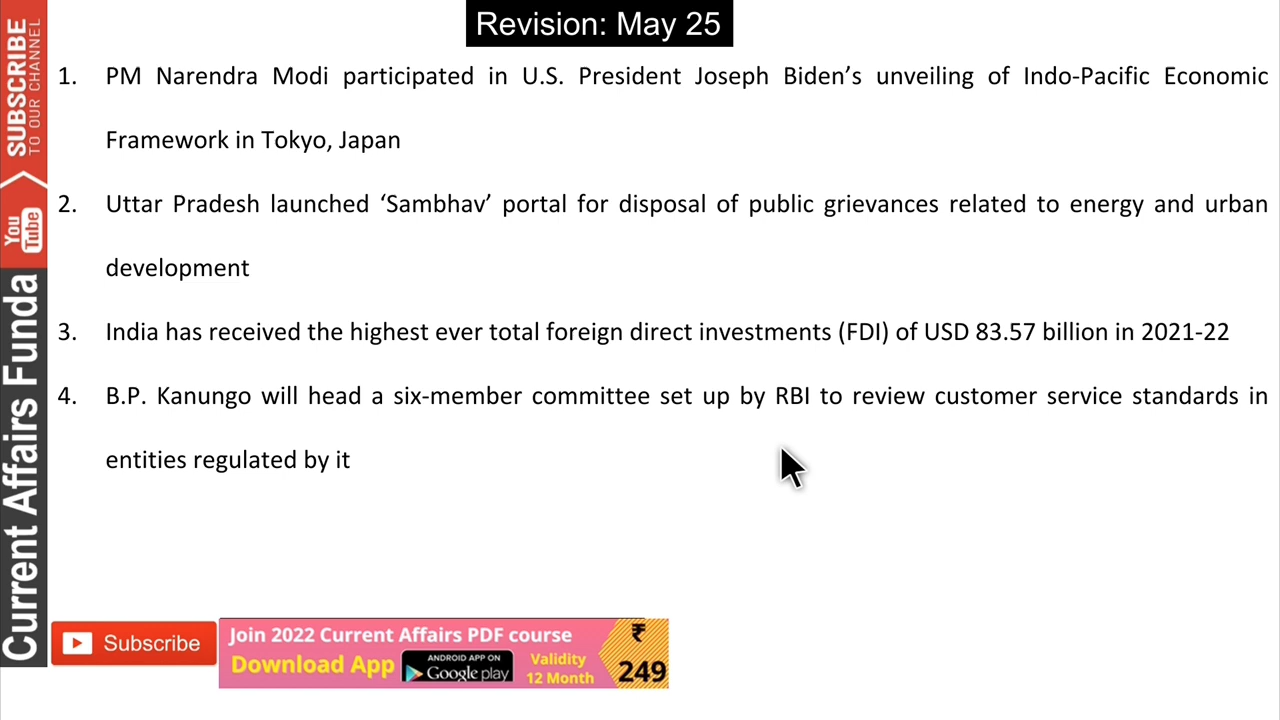 Revision: May 25
1. PM Narendra Modi participated in U.S. President Joseph Biden’s unveiling of Indo-Pacific Economic
Framework in Tokyo, Japan
2. Uttar Pradesh launched ‘Sambhav’ portal for disposal of public grievances related to energy and urban
development
3. India has received the highest ever total foreign direct investments (FDI) of USD 83.57 billion in 2021-22
4. B.P. Kanungo will head a six-member committee set up by RBI to review customer service standards in
entities regulated by it
SUBSCRIBE
TO OUR CHANNEL
You
Tube
Current Affairs Funda
Subscribe
Join 2022 Current Affairs PDF course
Download App
ANDROID APP ON
Google play
Validity
12 Month
₹
249